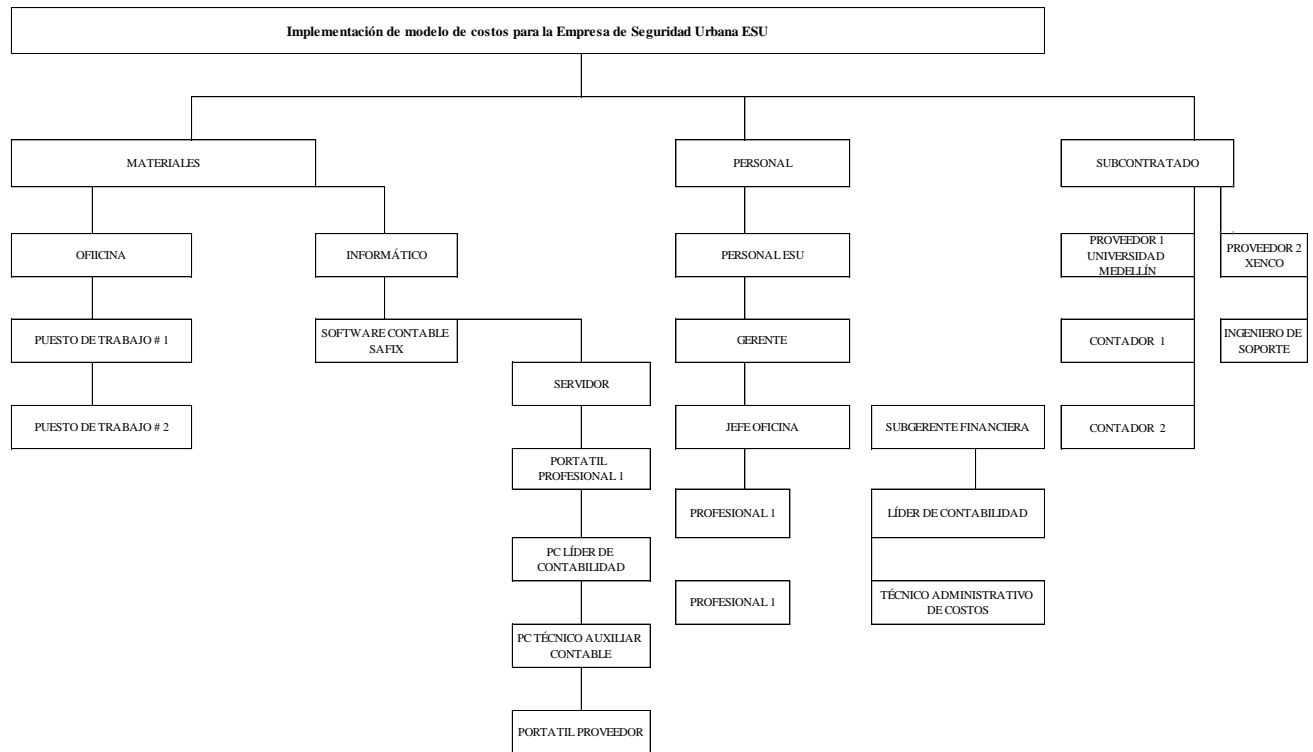 Implementación de modelo de costos para la Empresa de Seguridad Urbana ESU
MATERIALES
PERSONAL
SUBCONTRATADO
OFIICINA
INFORMÁTICO
PERSONAL ESU
PROVEEDOR 1
UNIVERSIDAD
MEDELLÍN
PROVEEDOR 2
XENCO
PUESTO DE TRABAJO # 1
SOFTWARE CONTABLE
SAFIX
GERENTE
CONTADOR 1
INGENIERO DE
SOPORTE
SERVIDOR
PUESTO DE TRABAJO # 2
JEFE OFICINA
SUBGERENTE FINANCIERA
CONTADOR 2
PORTATIL
PROFESIONAL 1
PROFESIONAL 1
LÍDER DE CONTABILIDAD
PC LÍDER DE
CONTABILIDAD
PROFESIONAL 1
TÉCNICO ADMINISTRATIVO
DE COSTOS
PC TÉCNICO AUXILIAR
CONTABLE
PORTATIL PROVEEDOR